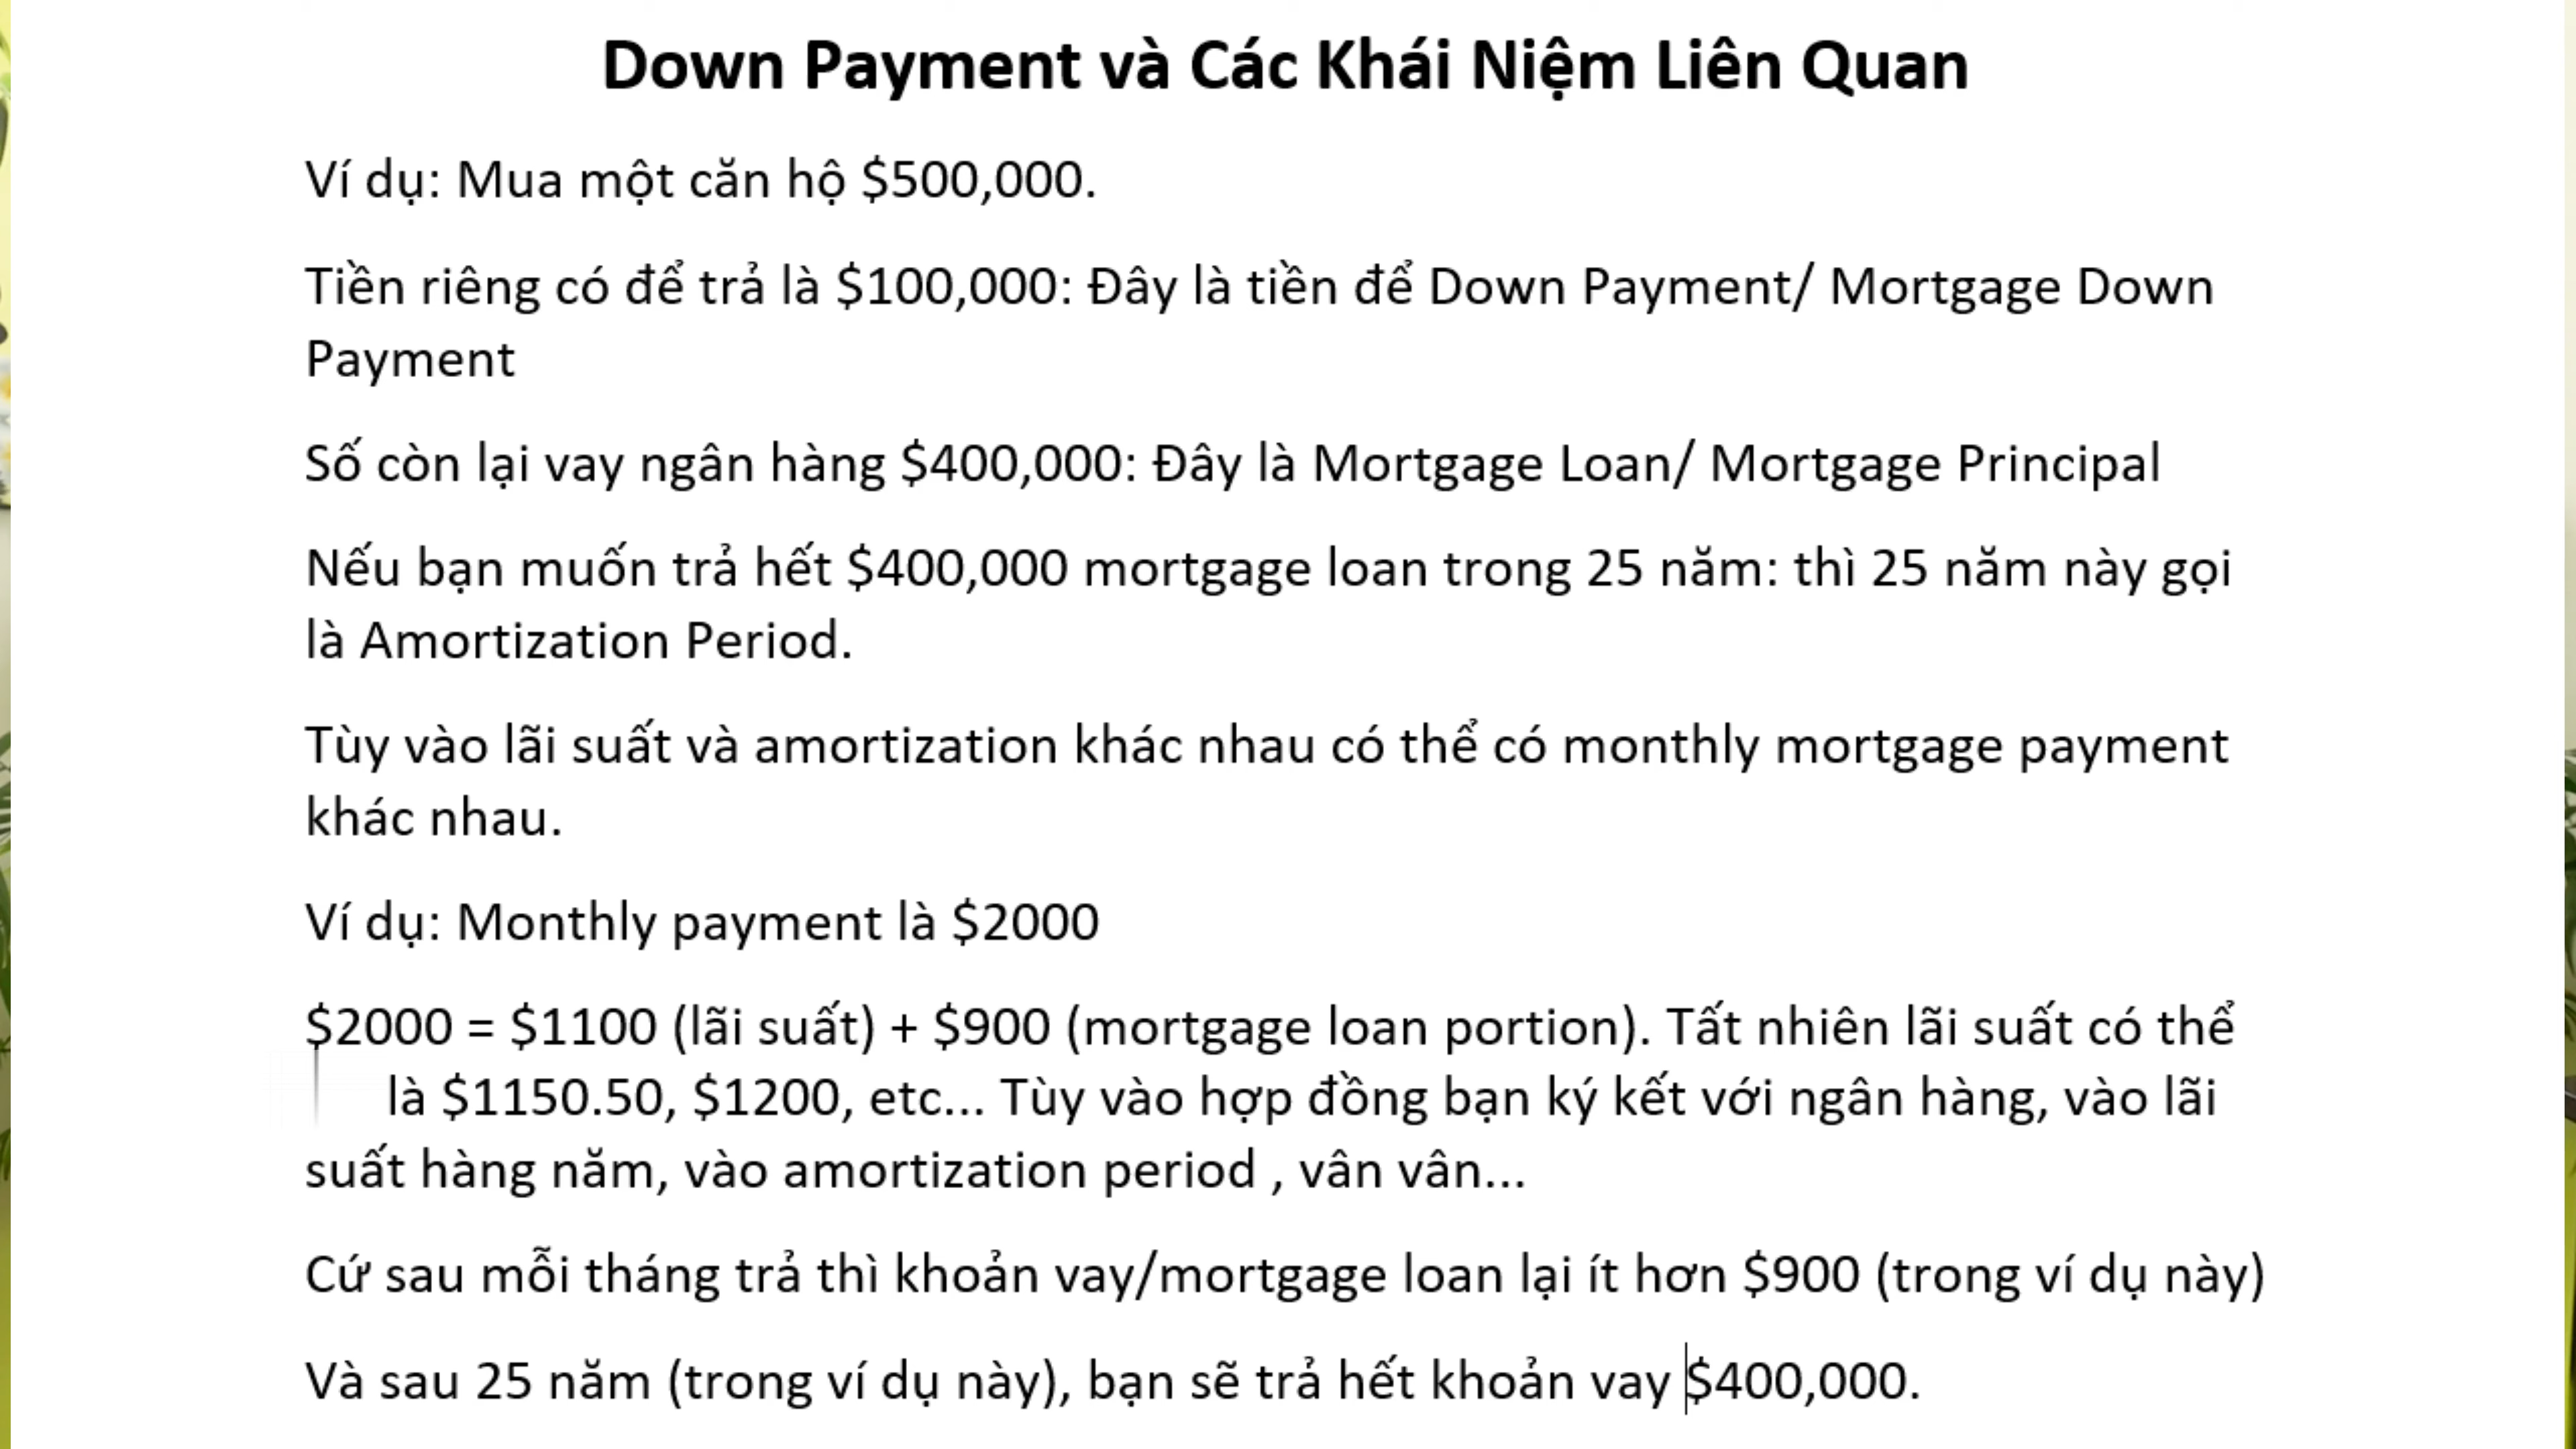 Down Payment và Các Khái Niệm Liên Quan
Ví dụ: Mua một căn hộ $500,000.
Tiền riêng có để trả là $100,000: Đây là tiền để Down Payment/ Mortgage Down
Payment
Số còn lại vay ngân hàng $400,000: Đây là Mortgage Loan/ Mortgage Principal
Nếu bạn muốn trả hết $400,000 mortgage loan trong 25 năm: thì 25 năm này gọi
là Amortization Period.
Tùy vào lãi suất và amortization khác nhau có thể có monthly mortgage payment
khác nhau.
Ví dụ: Monthly payment là $2000
$2000 = $1100 (lãi suất) + $900 (mortgage loan portion). Tất nhiên lãi suất có thể
là $1150.50, $1200, etc... Tùy vào hợp đồng bạn ký kết với ngân hàng, vào lãi
suất hàng năm, vào amortization period , vân vân...
Cứ sau mỗi tháng trả thì khoản vay/mortgage loan lại ít hơn $900 (trong ví dụ này)
Và sau 25 năm (trong ví dụ này), bạn sẽ trả hết khoản vay $400,000.